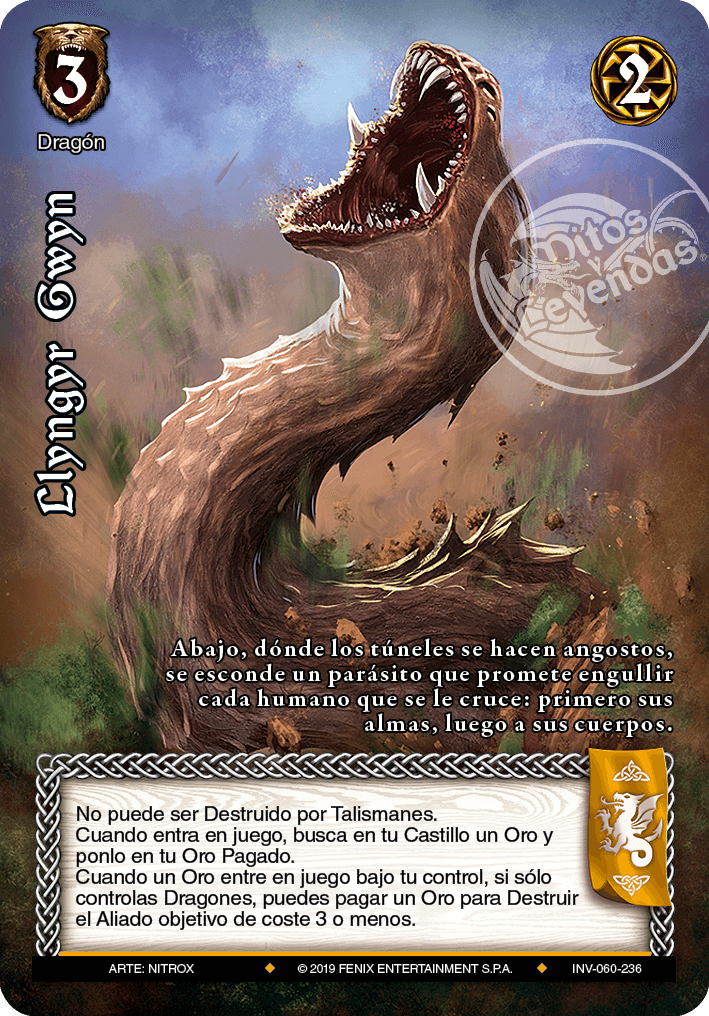 3
2
Dragón
Mitos
y
Leyendas
®
Llyngyr Gwyn
Abajo, dónde los túneles se hacen angostos,
se esconde un parásito que promete engullir
cada humano que se le cruce: primero sus
almas, luego a sus cuerpos.
No puede ser Destruido por Talismanes.
Cuando entra en juego, busca en tu Castillo un Oro y
ponlo en tu Oro Pagado.
Cuando un Oro entre en juego bajo tu control, si sólo
controlas Dragones, puedes pagar un Oro para Destruir
el Aliado objetivo de coste 3 o menos.
ARTE: NITROX ◆ © 2019 FENIX ENTERTAINMENT S.P.A. ◆ INV-060-236